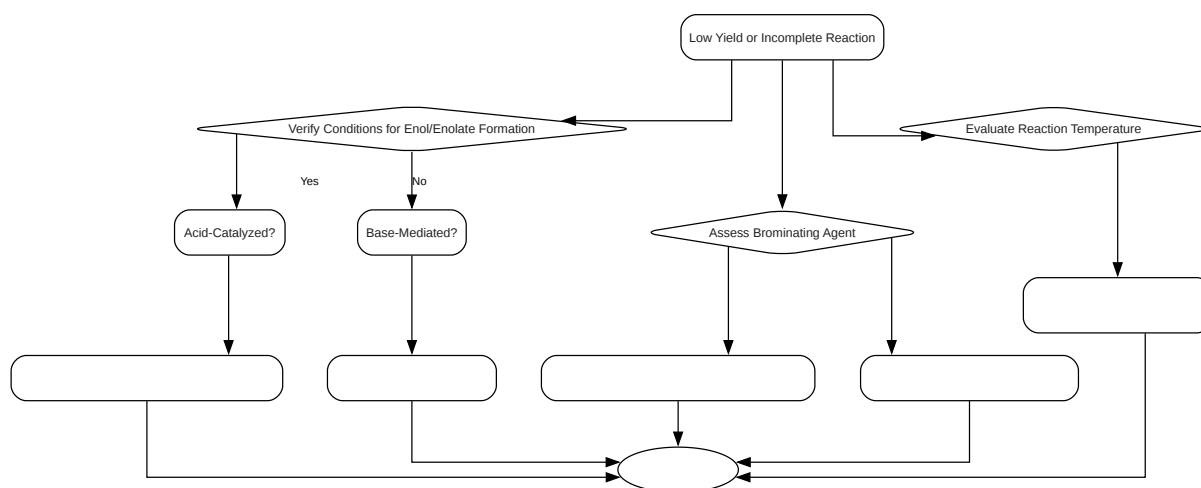 Low Yield or Incomplete Reaction
Verify Conditions for Enol/Enolate Formation
Evaluate Reaction Temperature
Yes
No
Acid-Catalyzed?
Base-Mediated?
Assess Brominating Agent